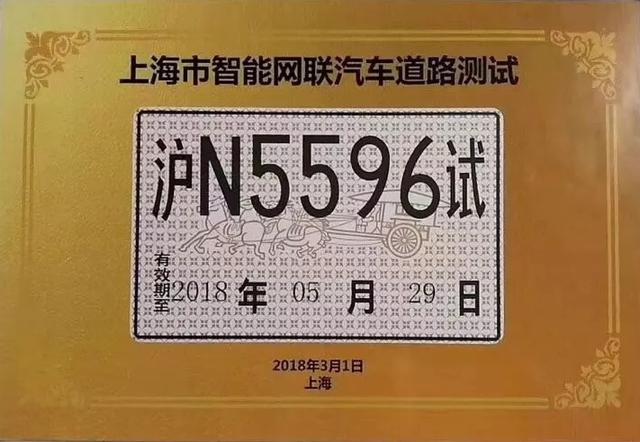 上海市智能网联汽车道路测试
沪N5596试
有效期至2018年05月29日
2018年3月1日
上海